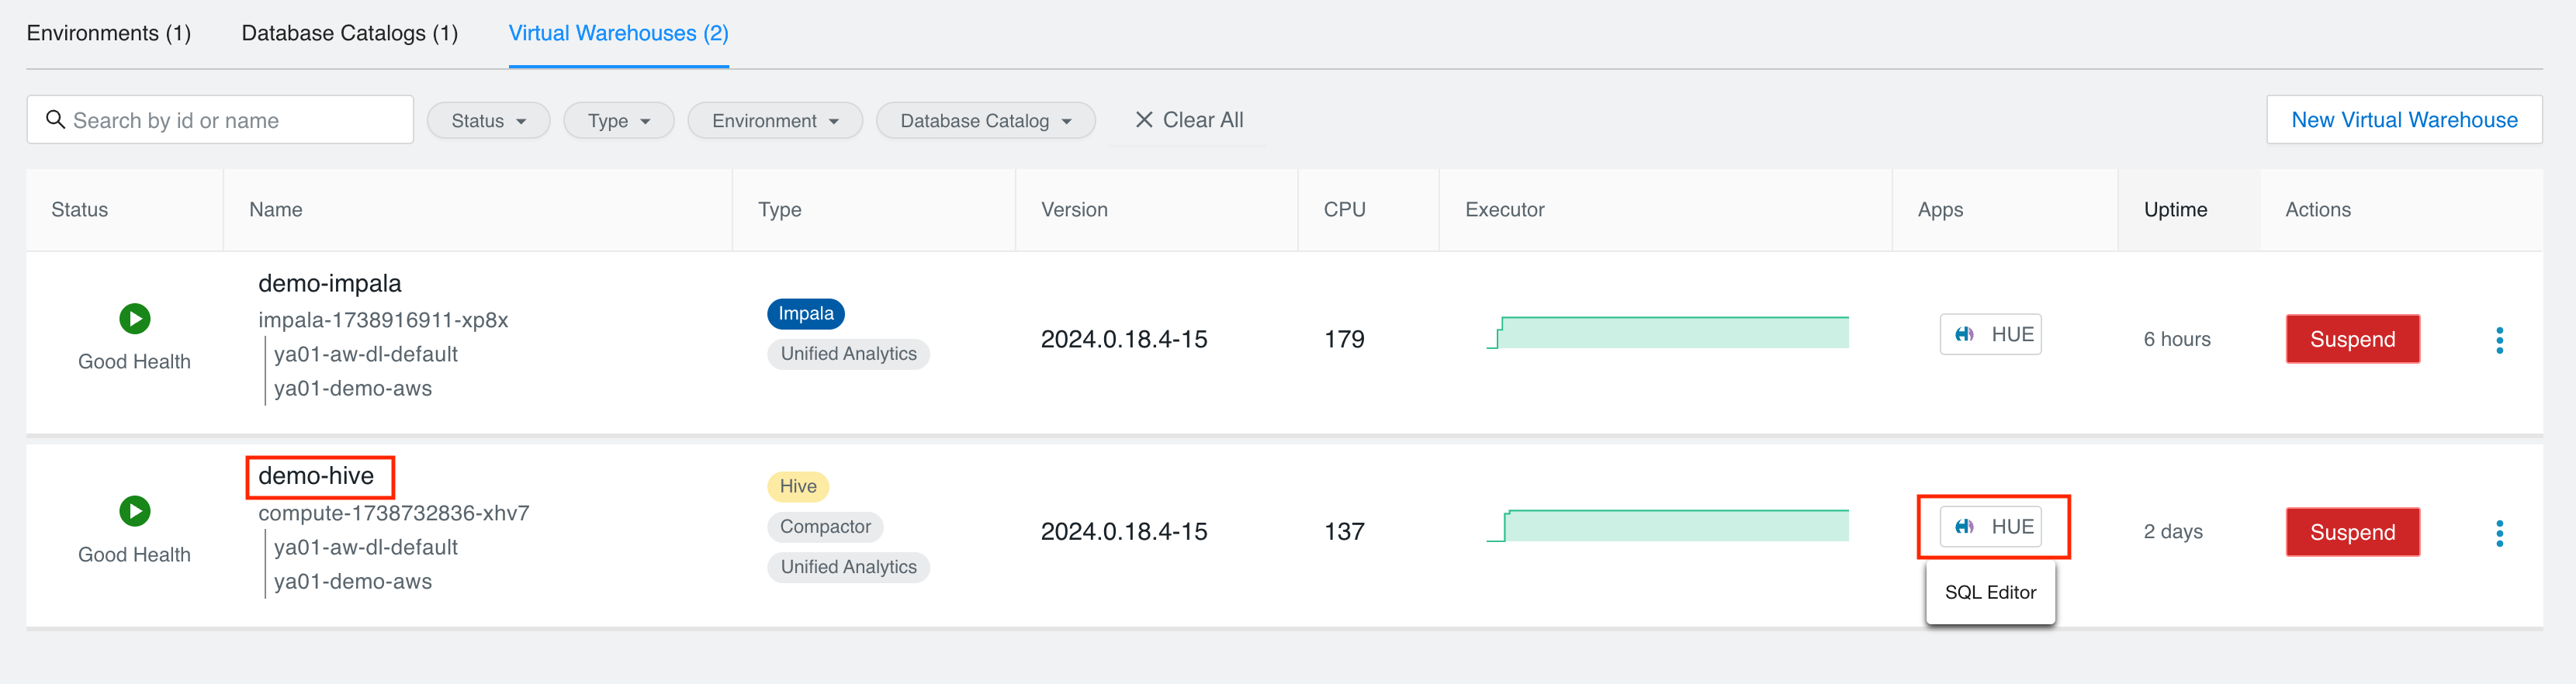 Environments (1) Database Catalogs (1) Virtual Warehouses (2)
Search by id or name Status Type Environment Database Catalog Clear All New Virtual Warehouse
Status Name Type Version CPU Executor Apps Uptime Actions
demo-impala
impala-1738916911-xp8x
ya01-aw-dl-default
ya01-demo-aws
Good Health
Impala
Unified Analytics
2024.0.18.4-15 179 HUE 6 hours Suspend
demo-hive
compute-1738732836-xhv7
ya01-aw-dl-default
ya01-demo-aws
Good Health
Hive
Compactor
Unified Analytics
2024.0.18.4-15 137 HUE 2 days Suspend
SQL Editor